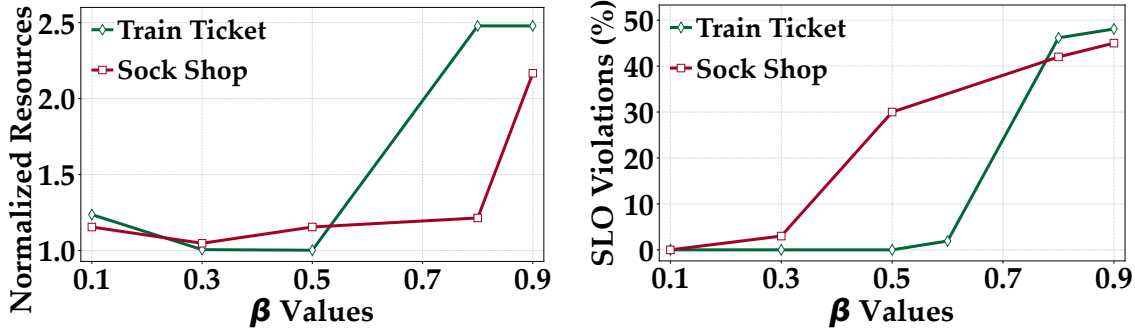 Normalized Resources
2.5
2.0
1.5
1.0
Train Ticket
Sock Shop
0.1 0.3 0.5 0.7 0.9
β Values
SLO Violations (%)
50
40
30
20
10
0
Train Ticket
Sock Shop
0.1 0.3 0.5 0.7 0.9
β Values